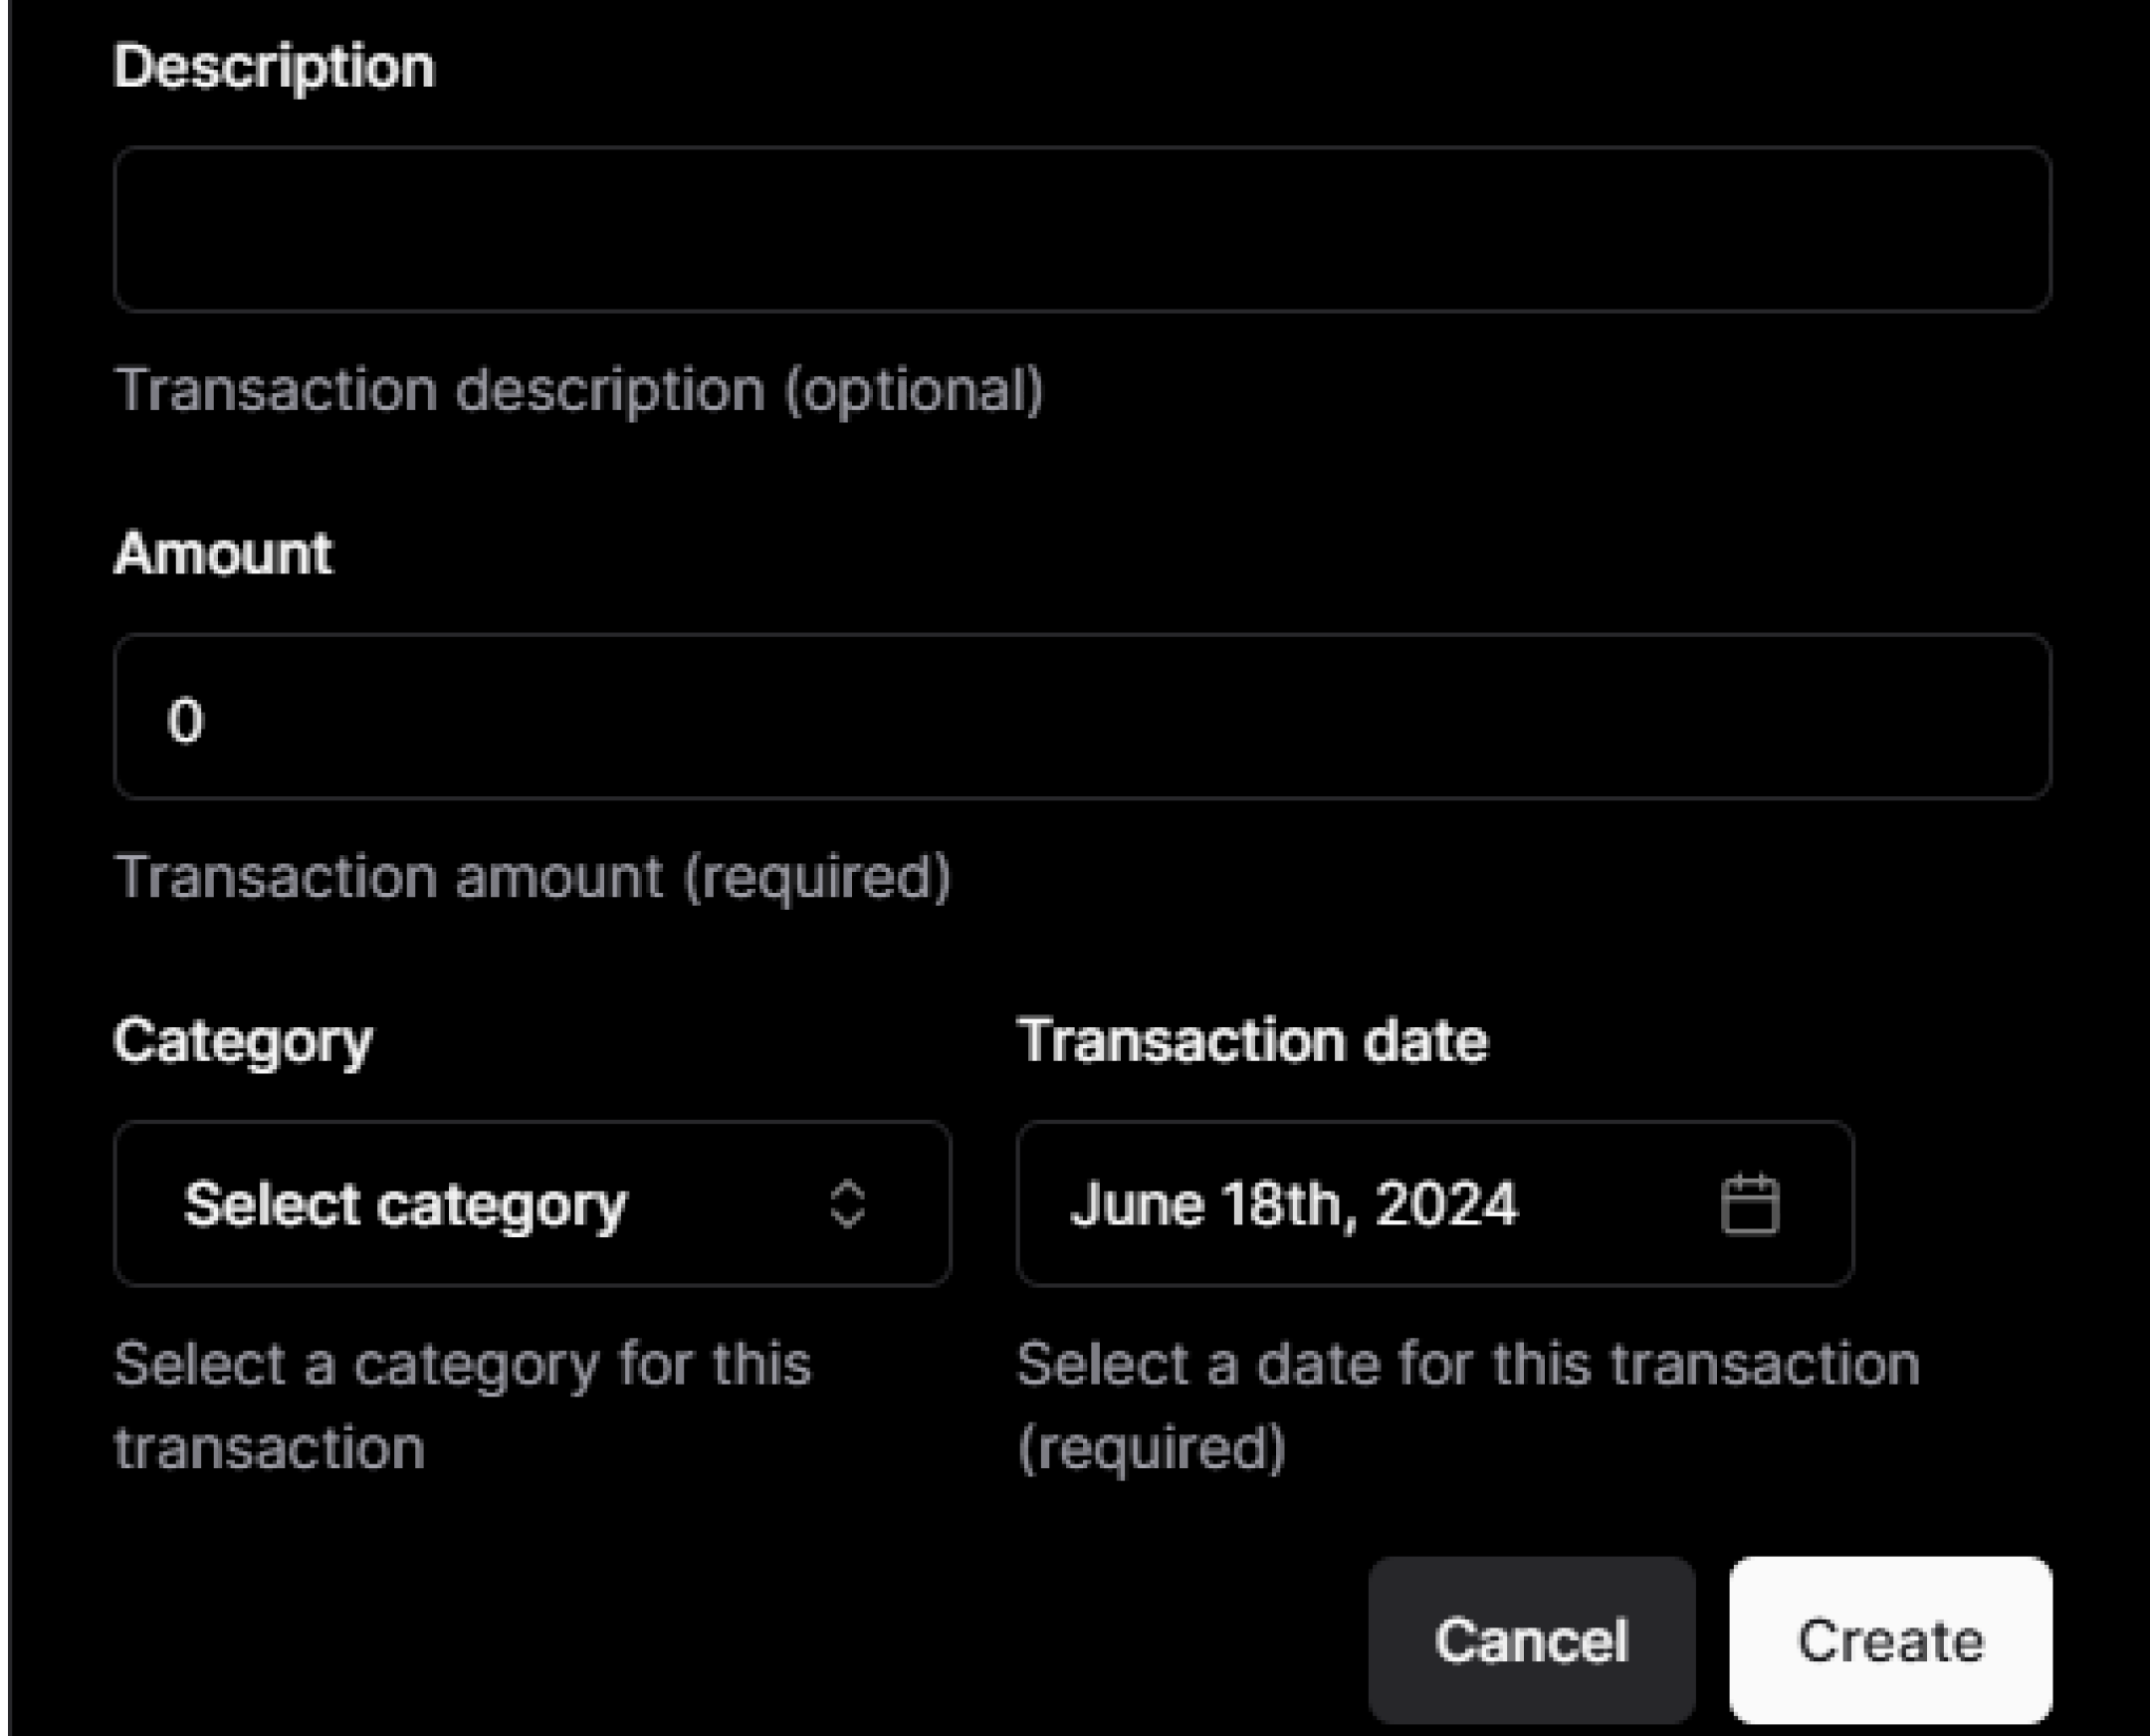 Description
Transaction description (optional)
Amount
0
Transaction amount (required)
Category
Select category
Select a category for this
transaction
Transaction date
June 18th, 2024
Select a date for this transaction
(required)
Cancel
Create